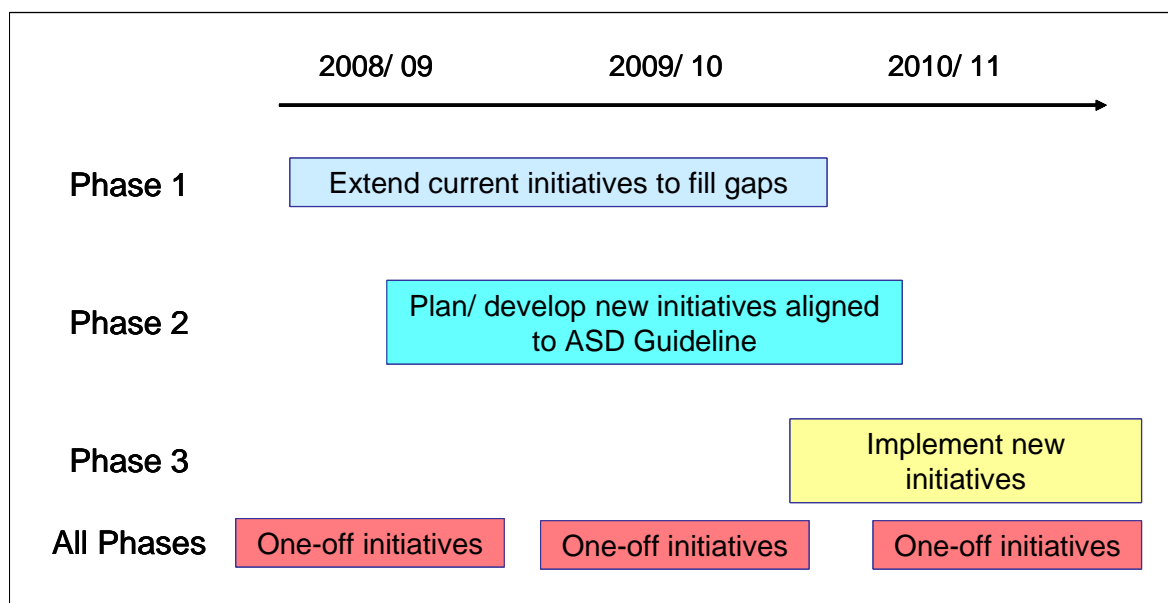 2008/ 09 2009/ 10 2010/ 11
Phase 1 Extend current initiatives to fill gaps
Phase 2 Plan/ develop new initiatives aligned
to ASD Guideline
Phase 3 Implement new
initiatives
All Phases One-off initiatives One-off initiatives One-off initiatives